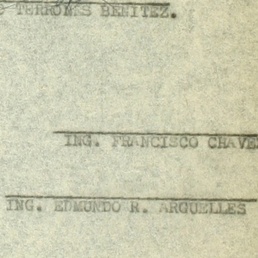 TERRONES BENITEZ.
ING. FRANCISCO CHAVE
ING. EDMUNDO R. ARGUELLES